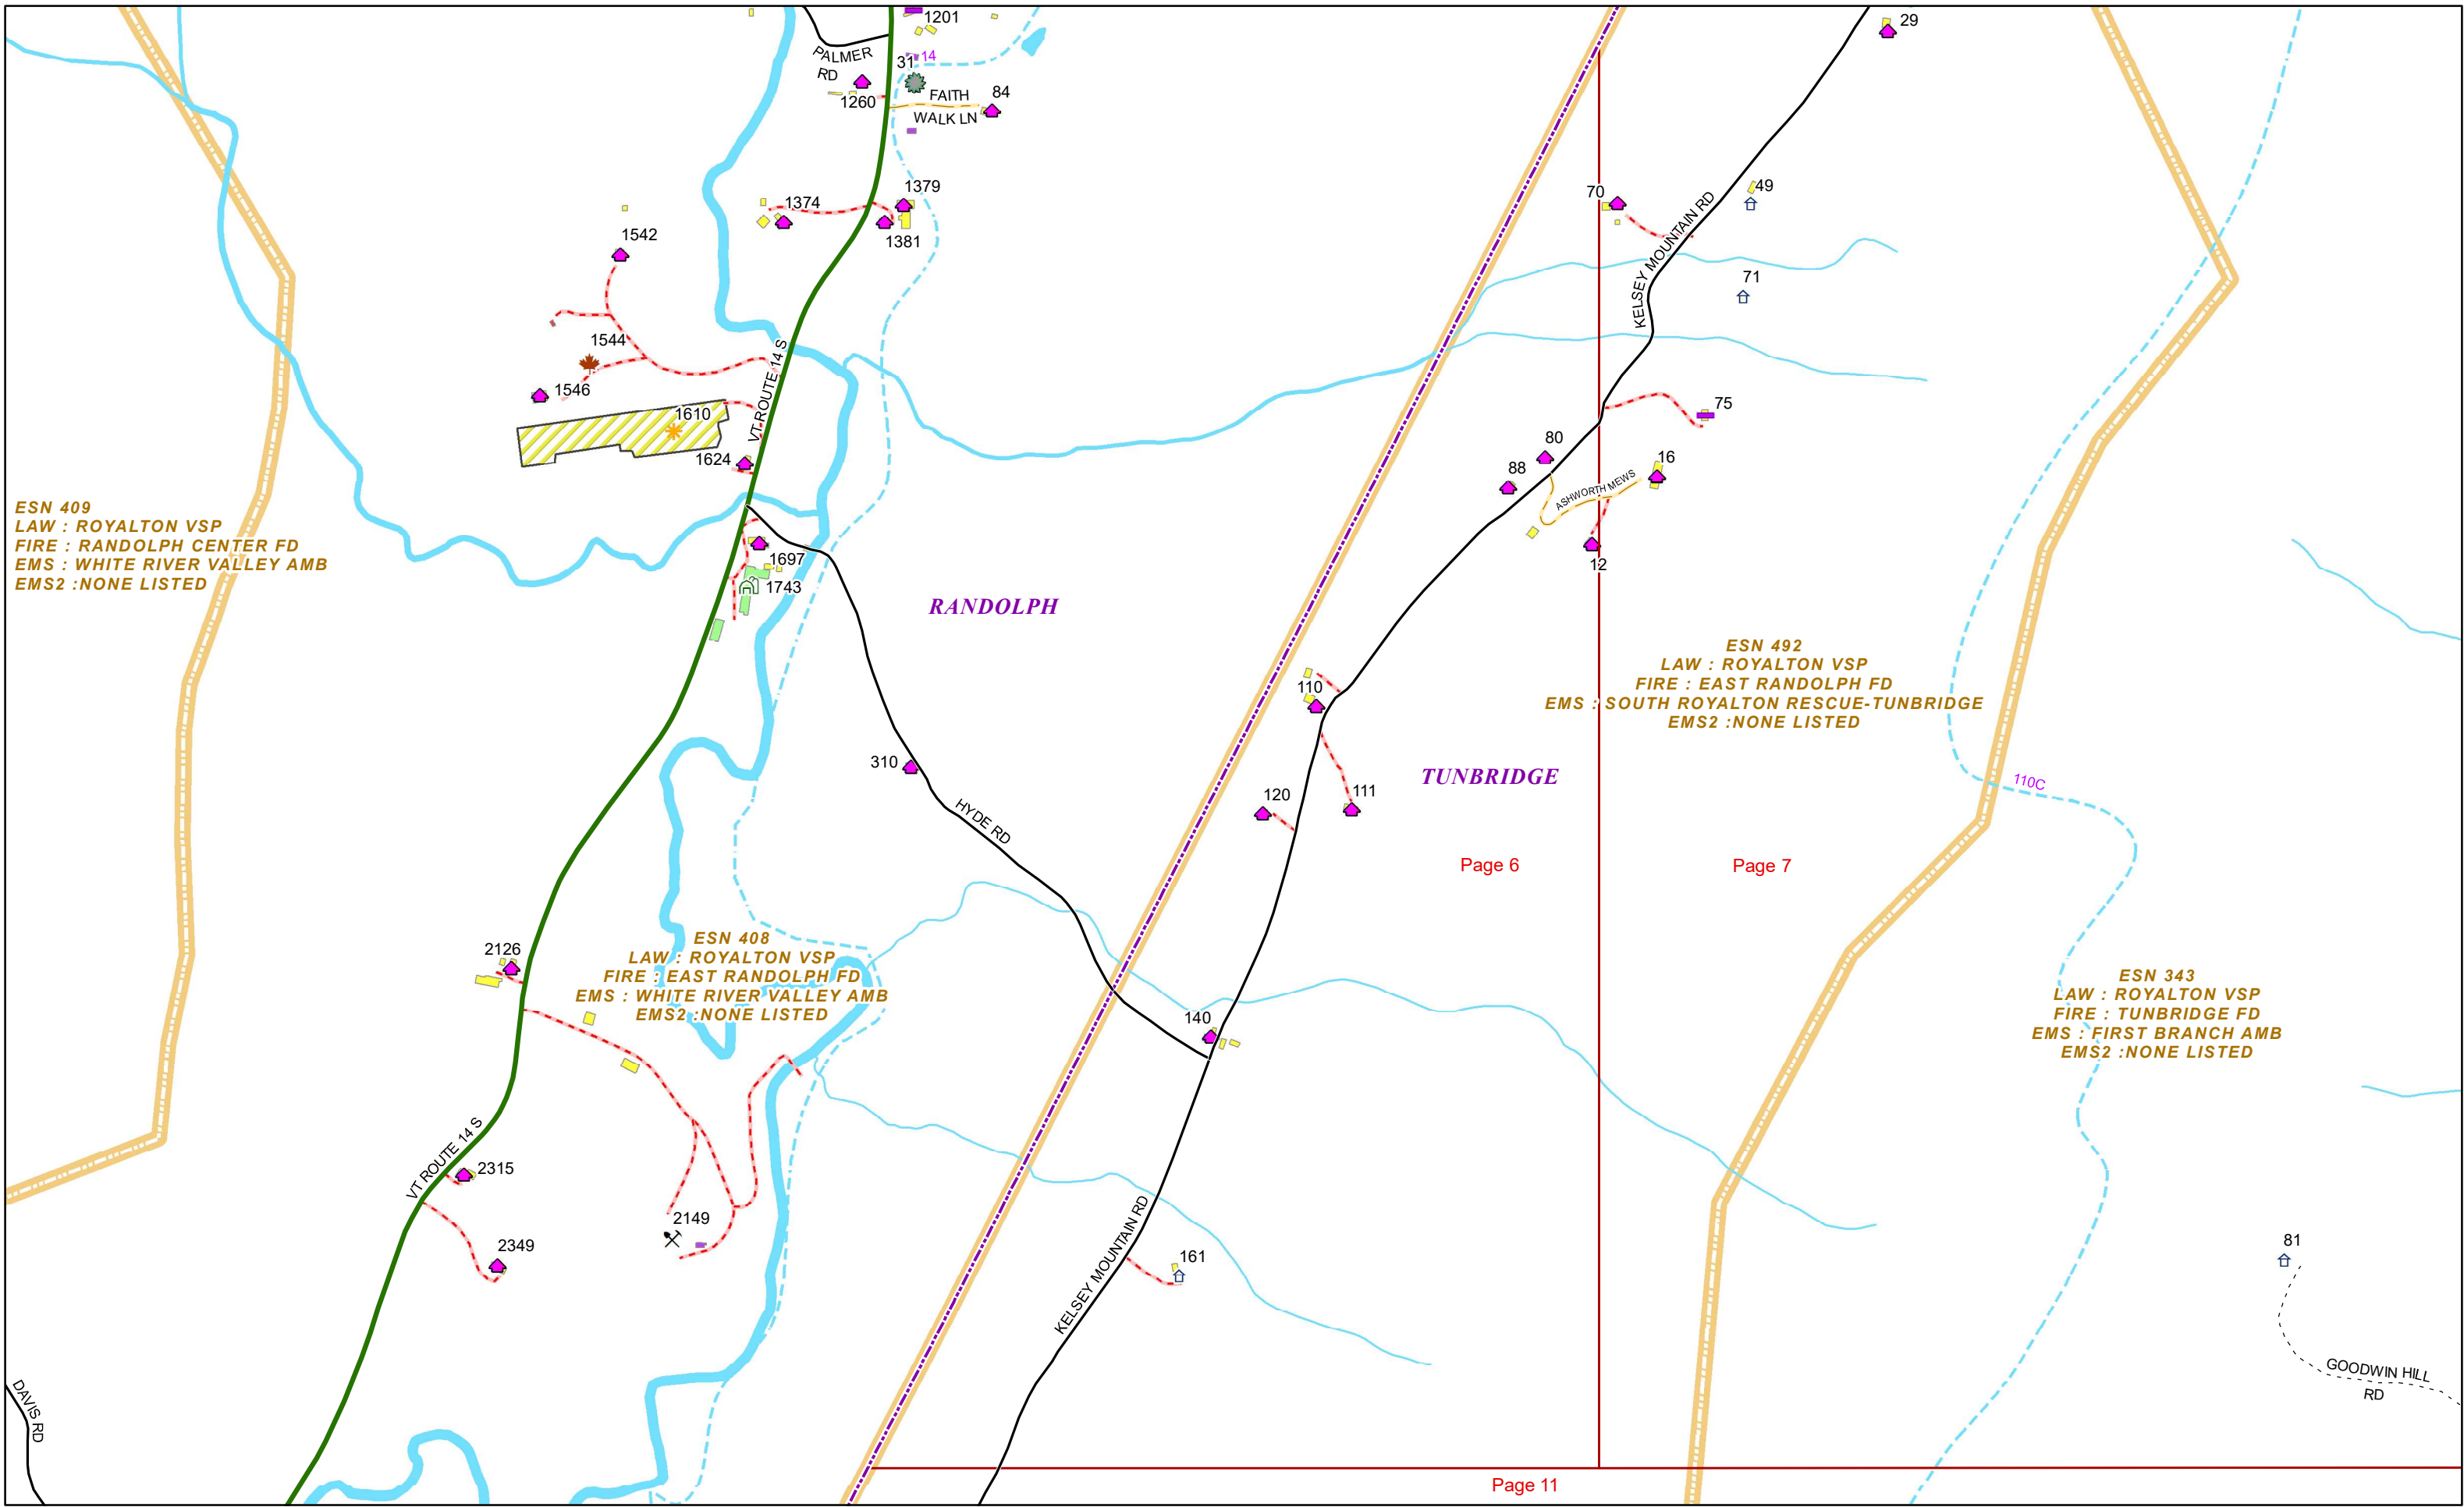 1201
29
PALMER
RD
31
14
1260
FAITH
WALK LN
84
1379
1374
1381
70
49
KELSEY MOUNTAIN RD
71
1542
1544
1546
1610
VT ROUTE 14 S
1624
75
80
88
16
ASHWORTH MEWS
12
ESN 409
LAW : ROYALTON VSP
FIRE : RANDOLPH CENTER FD
EMS : WHITE RIVER VALLEY AMB
EMS2 :NONE LISTED
1697
1743
RANDOLPH
ESN 492
LAW : ROYALTON VSP
FIRE : EAST RANDOLPH FD
EMS : SOUTH ROYALTON RESCUE-TUNBRIDGE
EMS2 :NONE LISTED
110
310
HYDE RD
TUNBRIDGE
110C
120
111
Page 6
Page 7
2126
ESN 408
LAW : ROYALTON VSP
FIRE : EAST RANDOLPH FD
EMS : WHITE RIVER VALLEY AMB
EMS2 :NONE LISTED
140
ESN 343
LAW : ROYALTON VSP
FIRE : TUNBRIDGE FD
EMS : FIRST BRANCH AMB
EMS2 :NONE LISTED
VT ROUTE 14 S
2315
2149
2349
KELSEY MOUNTAIN RD
161
81
GOODWIN HILL
RD
DAVIS RD
Page 11